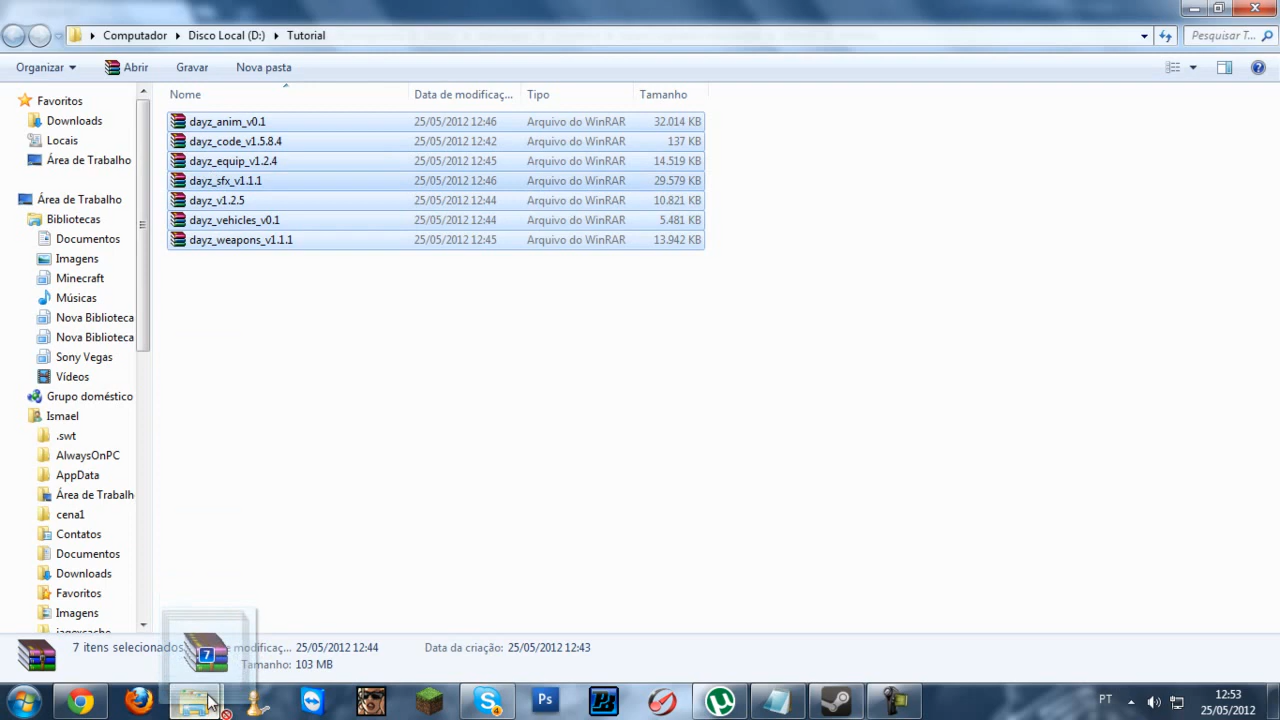 Computador Disco Local (D:) Tutorial
Pesquisar T...
Organizar Abrir Gravar Nova pasta
Nome Data de modificaç... Tipo Tamanho
dayz_anim_v0.1 25/05/2012 12:46 Arquivo do WinRAR 32.014 KB
dayz_code_v1.5.8.4 25/05/2012 12:42 Arquivo do WinRAR 137 KB
dayz_equip_v1.2.4 25/05/2012 12:45 Arquivo do WinRAR 14.519 KB
dayz_sfx_v1.1.1 25/05/2012 12:46 Arquivo do WinRAR 29.579 KB
dayz_v1.2.5 25/05/2012 12:44 Arquivo do WinRAR 10.821 KB
dayz_vehicles_v0.1 25/05/2012 12:44 Arquivo do WinRAR 5.481 KB
dayz_weapons_v1.1.1 25/05/2012 12:45 Arquivo do WinRAR 13.942 KB
Favoritos
Downloads
Locais
Área de Trabalho
Área de Trabalho
Bibliotecas
Documentos
Imagens
Minecraft
Músicas
Nova Biblioteca
Nova Biblioteca
Sony Vegas
Vídeos
Grupo doméstico
Ismael
.swt
AlwaysOnPC
AppData
Área de Trabalh
cena1
Contatos
Documentos
Downloads
Favoritos
Imagens
7 itens selecionados
e modificaç... 25/05/2012 12:44 Data da criação: 25/05/2012 12:43
Tamanho: 103 MB
7
4
Ps
PT
12:53
25/05/2012